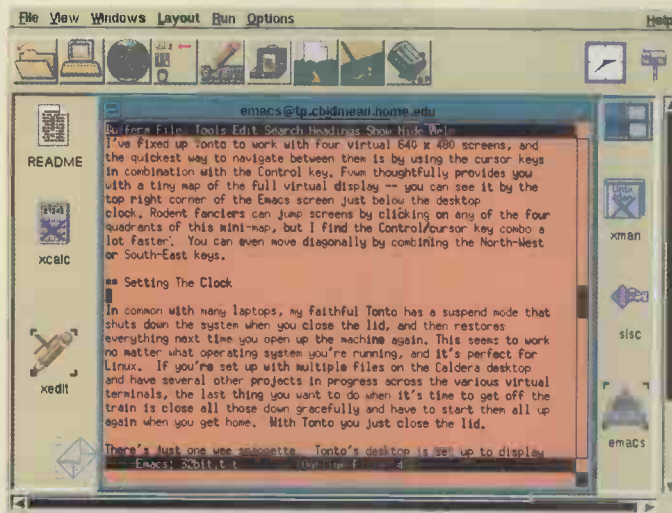 File View Windows Layout Run Options Help
README
xcalc
xedit
emacs@tp.cbidmead.home.edu
Buffers File Tools Edit Search Headings Show Hide Help
I've fixed up Tonto to work with four virtual 640 x 480 screens, and
the quickest way to navigate between them is by using the cursor keys
in combination with the Control key. Fvwm thoughtfully provides you
with a tiny map of the full virtual display -- you can see it by the
top right corner of the Emacs screen just below the desktop
clock. Rodent fanciers can jump screens by clicking on any of the four
quadrants of this mini-map, but I find the Control/cursor key combo a
lot faster. You can even move diagonally by combining the North-West
or South-East keys.
** Setting The Clock
In common with many laptops, my faithful Tonto has a suspend mode that
shuts down the system when you close the lid, and then restores
everything next time you open up the machine again. This seems to work
no matter what operating system you're running, and it's perfect for
Linux. If you're set up with multiple files on the Caldera desktop
and have several other projects in progress across the various virtual
terminals, the last thing you want to do when it's time to get off the
train is close all those down gracefully and have to start them all up
again when you get home. With Tonto you just close the lid.
There's just one wee snaggette. Tonto's desktop is set up to display
Emacs: 32bit.t.t
xman
emacs